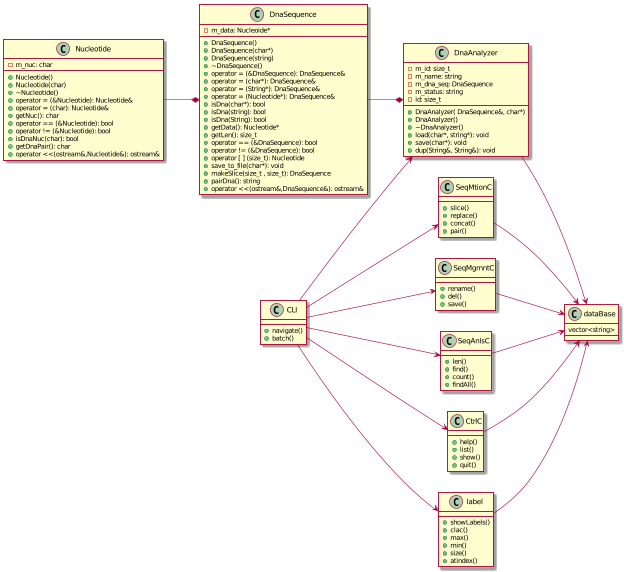 C Nucleotide
m_nuc: char
Nucleotide()
Nucleotide(char)
~Nucleotide()
operator = (&Nucleotide): Nucleotide&
operator = (char): Nucleotide&
getNuc(): char
operator == (&Nucleotide): bool
operator != (&Nucleotide): bool
isDnaNuc(char): bool
getDnaPair(): char
operator <<(ostream&,Nucleotide&): ostream&
C DnaSequence
m_data: Nucleoide*
DnaSequence()
DnaSequence(char*)
DnaSequence(string)
~DnaSequence()
operator = (&DnaSequence): DnaSequence&
operator = (char*): DnaSequence&
operator = (String*): DnaSequence&
operator = (Nucleotide*): DnaSequence&
isDna(char*): bool
isDna(string): bool
isDna(String): bool
getData(): Nucleotide*
getLen(): size_t
operator == (&DnaSequence): bool
operator != (&DnaSequence): bool
operator [ ] (size_t): Nucleotide
save_to_file(char*): void
makeSlice(size_t , size_t): DnaSequence
pairDna(): string
operator <<(ostream&,DnaSequence&): ostream&
C DnaAnalyzer
m_id: size_t
m_name: string
m_dna_seq: DnaSequence
m_status: string
id: size_t
DnaAnalyzer( DnaSequence&, char*)
DnaAnalyzer()
~DnaAnalyzer()
load(char*, string*): void
save(char*): void
dup(String&, String&): void
C SeqMtionC
slice()
replace()
concat()
pair()
C SeqMgmntC
rename()
del()
save()
C CLI
navigate()
batch()
C dataBase
vector<string>
C SeqAnlsC
len()
find()
count()
findAll()
C CtrlC
help()
list()
show()
quit()
C label
showLabels()
clac()
max()
min()
size()
atindex()